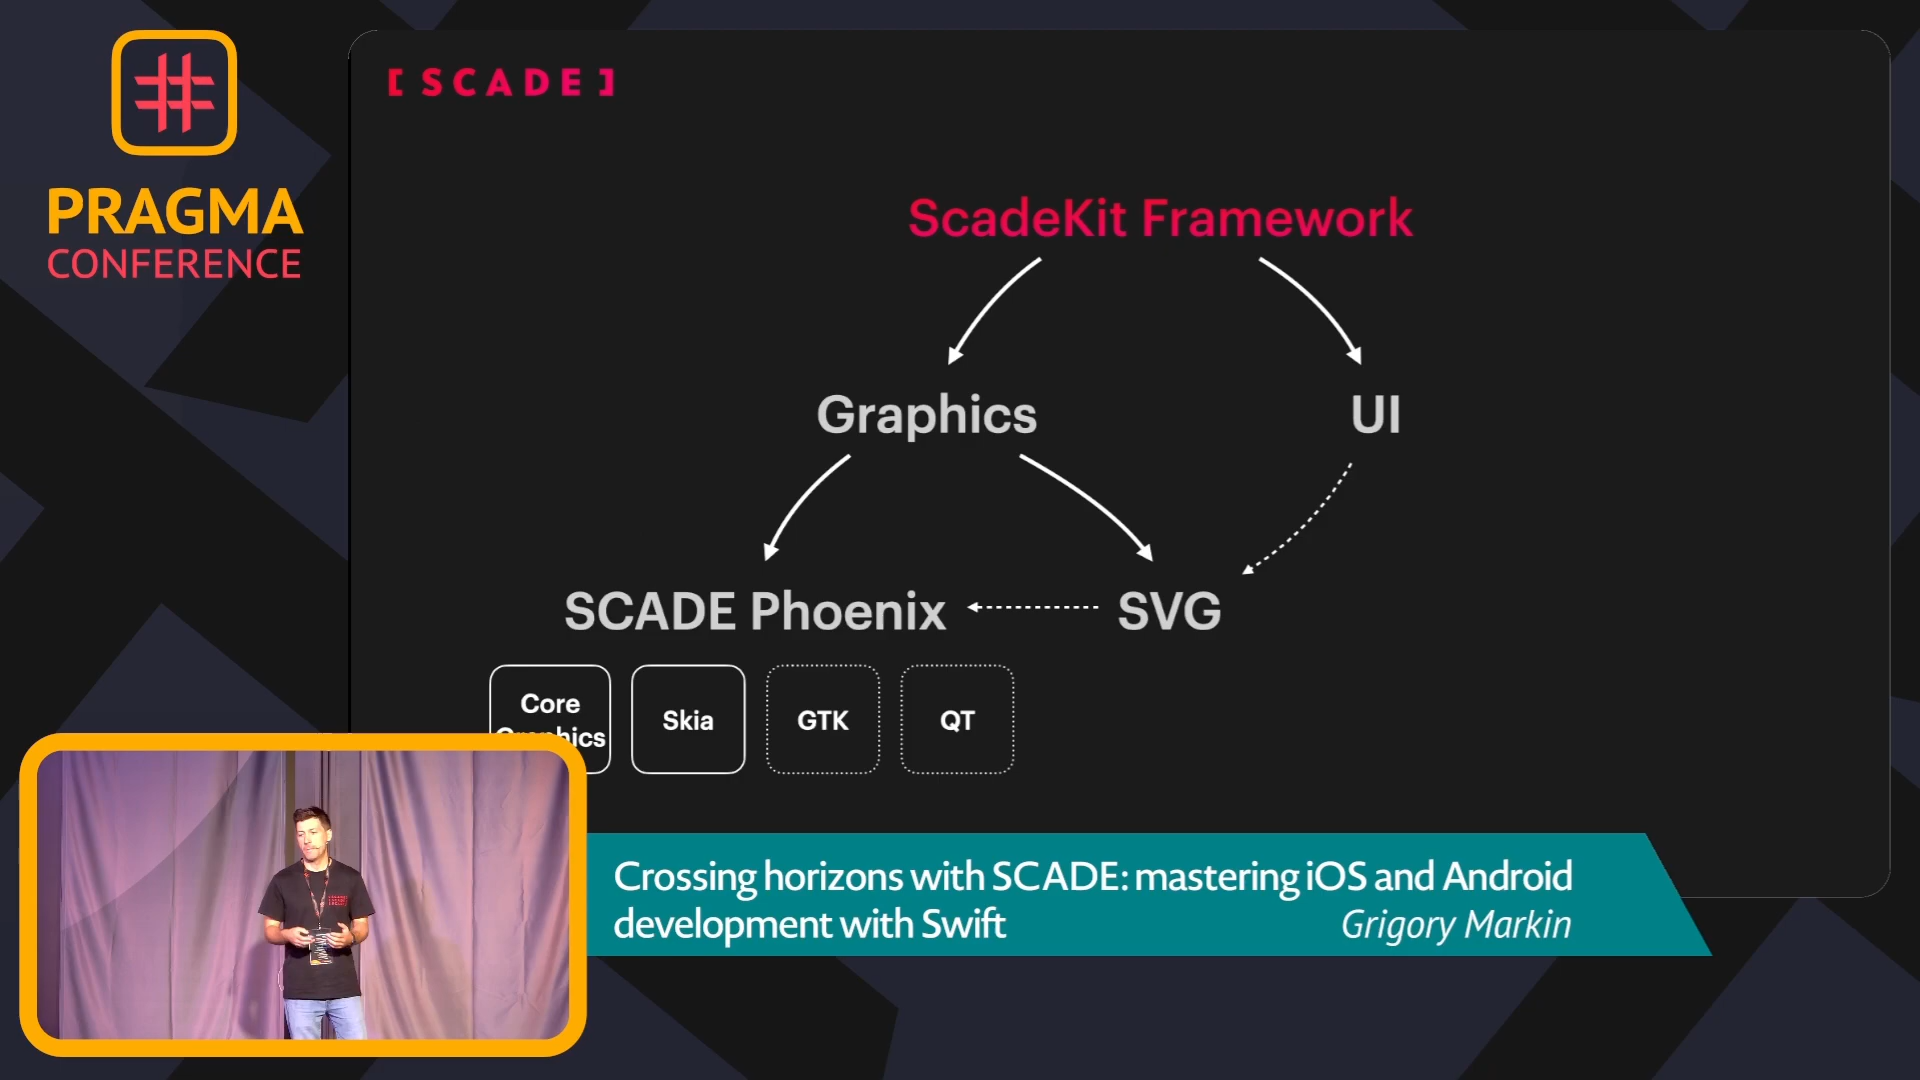 PRAGMA
CONFERENCE
[ SCADE ]
ScadeKit Framework
Graphics
UI
SCADE Phoenix
SVG
Core
Graphics
Skia
GTK
QT
Crossing horizons with SCADE: mastering iOS and Android
development with Swift
Grigory Markin